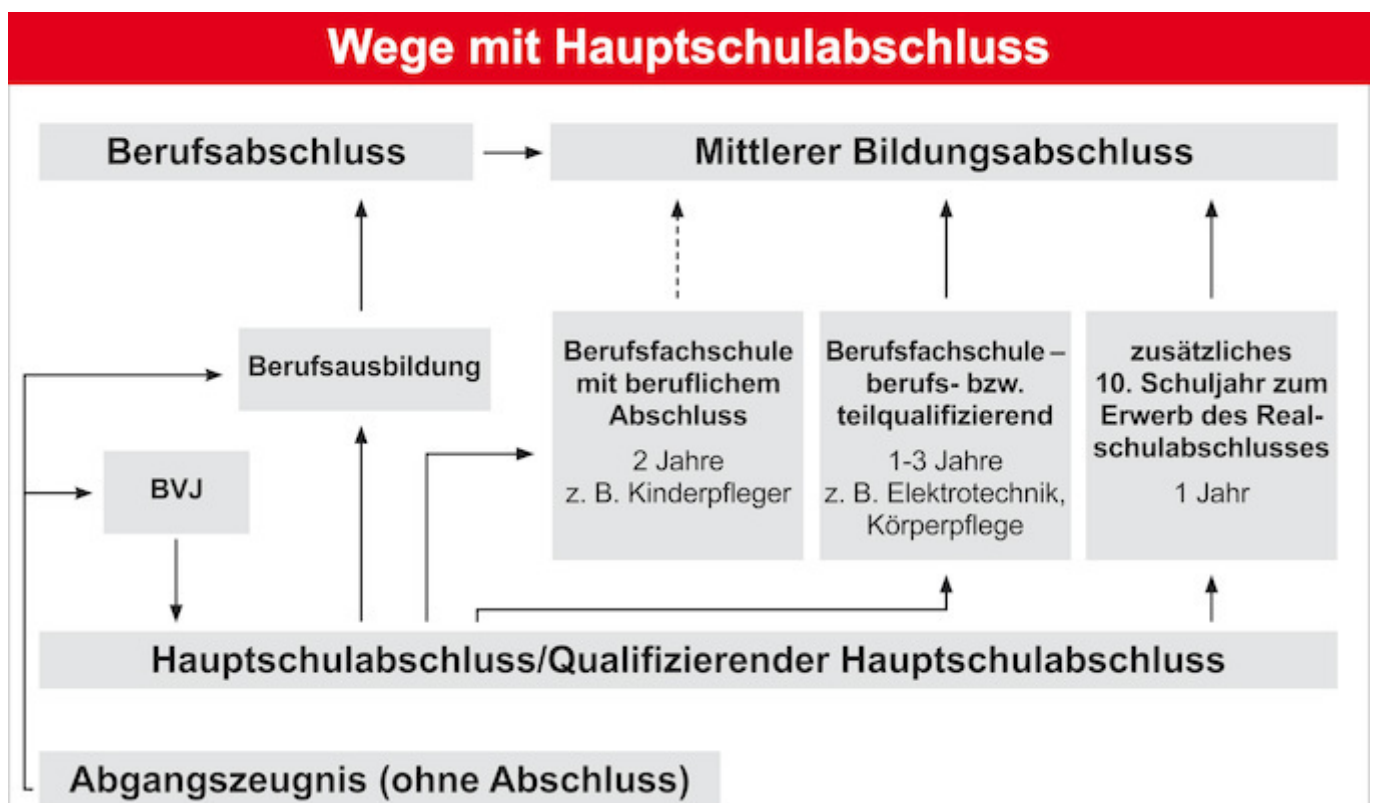 Wege mit Hauptschulabschluss
Berufsabschluss
Mittlerer Bildungsabschluss
Berufsausbildung
BVJ
Berufsfachschule
mit beruflichem
Abschluss
2 Jahre
z. B. Kinderpfleger
Berufsfachschule –
berufs- bzw.
teilqualifizierend
1-3 Jahre
z. B. Elektrotechnik,
Körperpflege
zusätzliches
10. Schuljahr zum
Erwerb des Real-
schulabschlusses
1 Jahr
Hauptschulabschluss/Qualifizierender Hauptschulabschluss
Abgangszeugnis (ohne Abschluss)